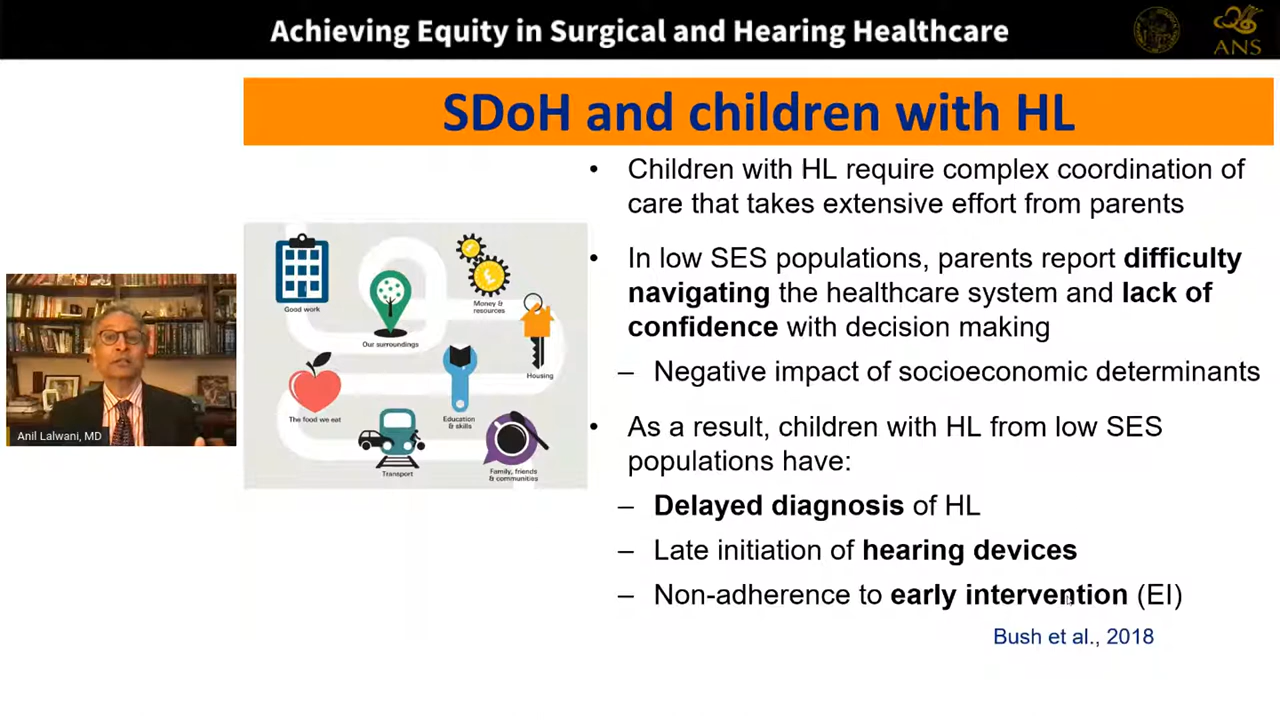 Achieving Equity in Surgical and Hearing Healthcare
ANS
SDoH and children with HL
• Children with HL require complex coordination of
care that takes extensive effort from parents
• In low SES populations, parents report difficulty
navigating the healthcare system and lack of
confidence with decision making
– Negative impact of socioeconomic determinants
• As a result, children with HL from low SES
populations have:
– Delayed diagnosis of HL
– Late initiation of hearing devices
– Non-adherence to early intervention (EI)
Bush et al., 2018
Good work
Our surroundings
Money &
resources
Housing
The food we eat
Education
& skills
Transport
Family, friends
& communities
Anil Lalwani, MD